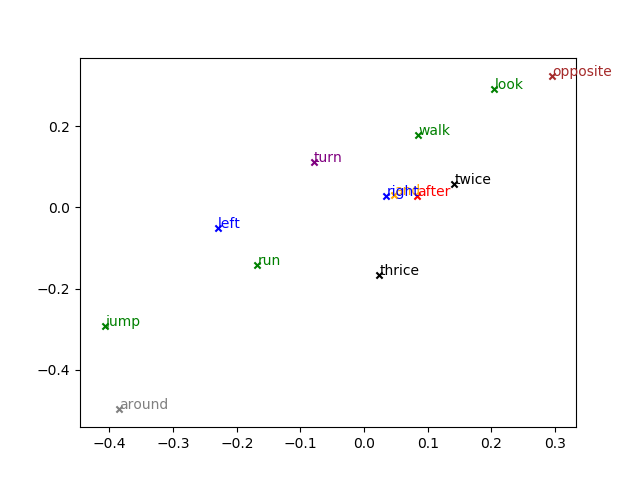 opposite
look
walk
turn
twice
right
and
after
left
run
thrice
jump
around
0.2
0.0
−0.2
−0.4
−0.4
−0.3
−0.2
−0.1
0.0
0.1
0.2
0.3